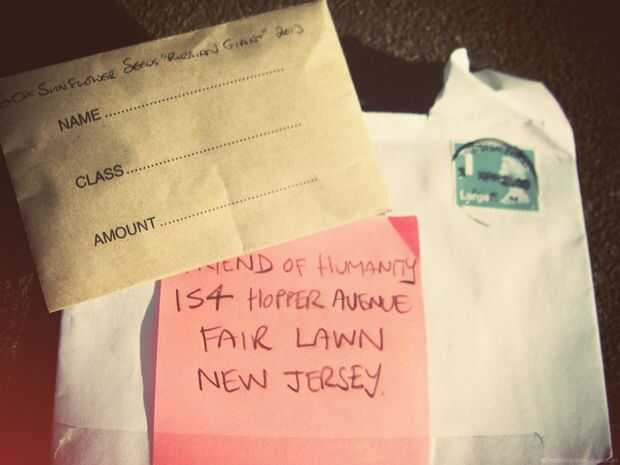 SUNFLOWER SEEDS "RUSSIAN GIANT" 2013
NAME
CLASS
AMOUNT
FRIEND OF HUMANITY
154 HOPPER AVENUE
FAIR LAWN
NEW JERSEY.
1
Large